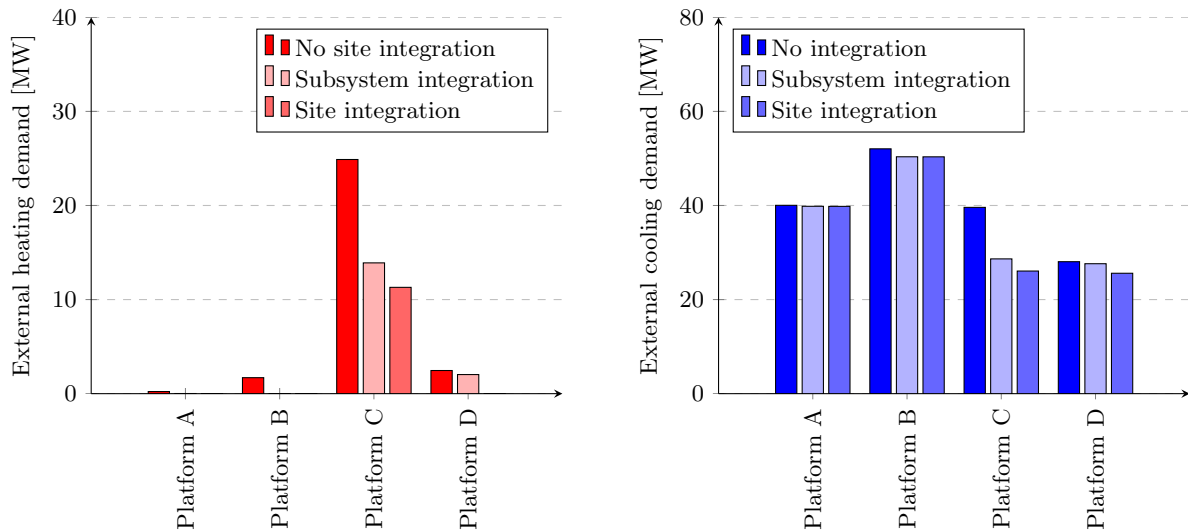 40
30
20
10
0
External heating demand [MW]
No site integration
Subsystem integration
Site integration
Platform A
Platform B
Platform C
Platform D
80
60
40
20
0
External cooling demand [MW]
No integration
Subsystem integration
Site integration
Platform A
Platform B
Platform C
Platform D